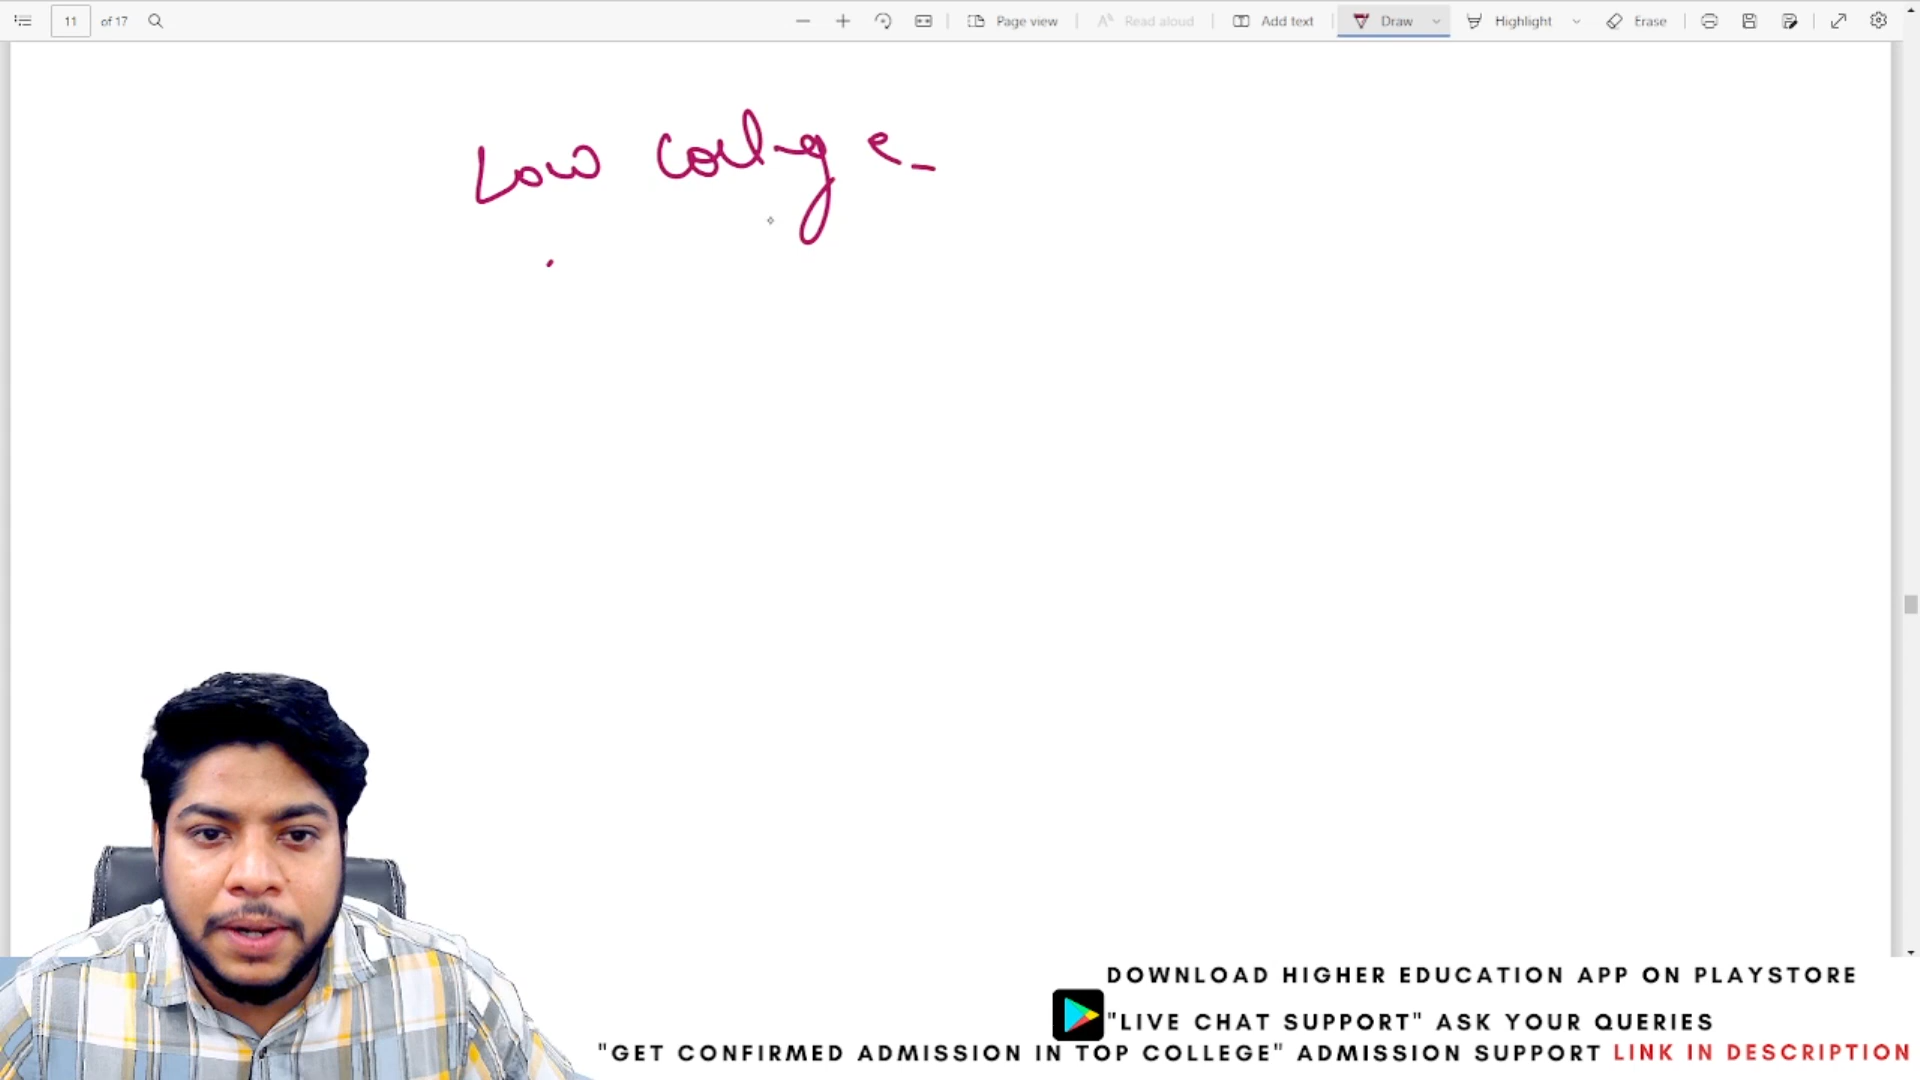 11 of 17 Page view Read aloud Add text Draw Highlight Erase
Low College
DOWNLOAD HIGHER EDUCATION APP ON PLAYSTORE
"LIVE CHAT SUPPORT" ASK YOUR QUERIES
"GET CONFIRMED ADMISSION IN TOP COLLEGE" ADMISSION SUPPORT LINK IN DESCRIPTION